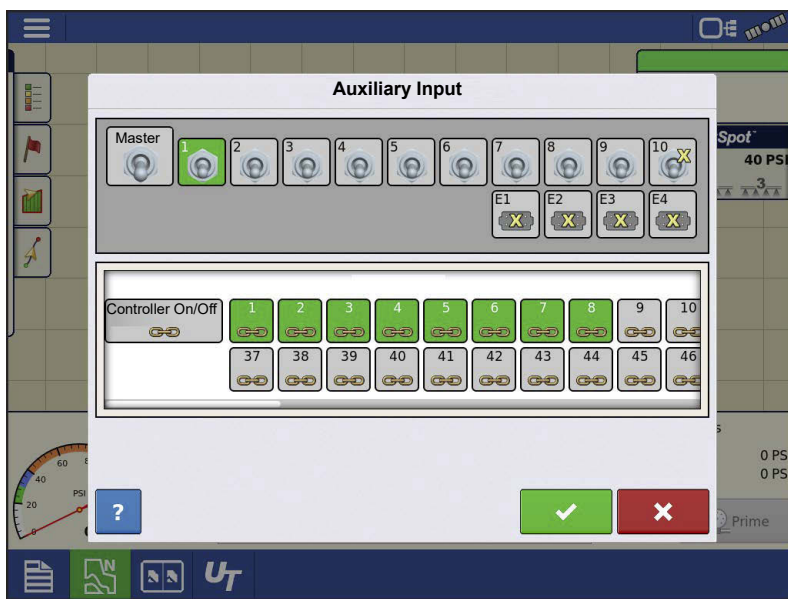 Auxiliary Input
Master 1 2 3 4 5 6 7 8 9 10
E1 E2 E3 E4
Spot
40 PSI
3
Controller On/Off 1 2 3 4 5 6 7 8 9 10
37 38 39 40 41 42 43 44 45 46
60
40
20
0
PSI
s
0 PS
0 PS
?
Prime
N
UT